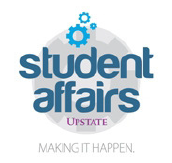 student
affairs
UPSTATE
MAKING IT HAPPEN.